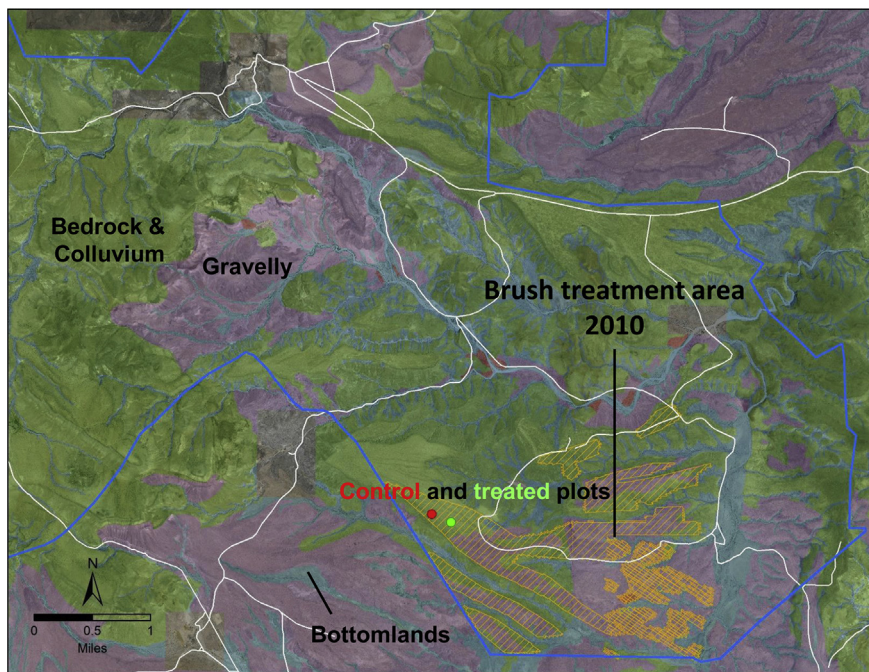 Bedrock &
Colluvium
Gravelly
Brush treatment area
2010
Control and treated plots
Bottomlands
N
0 0.5 1
Miles